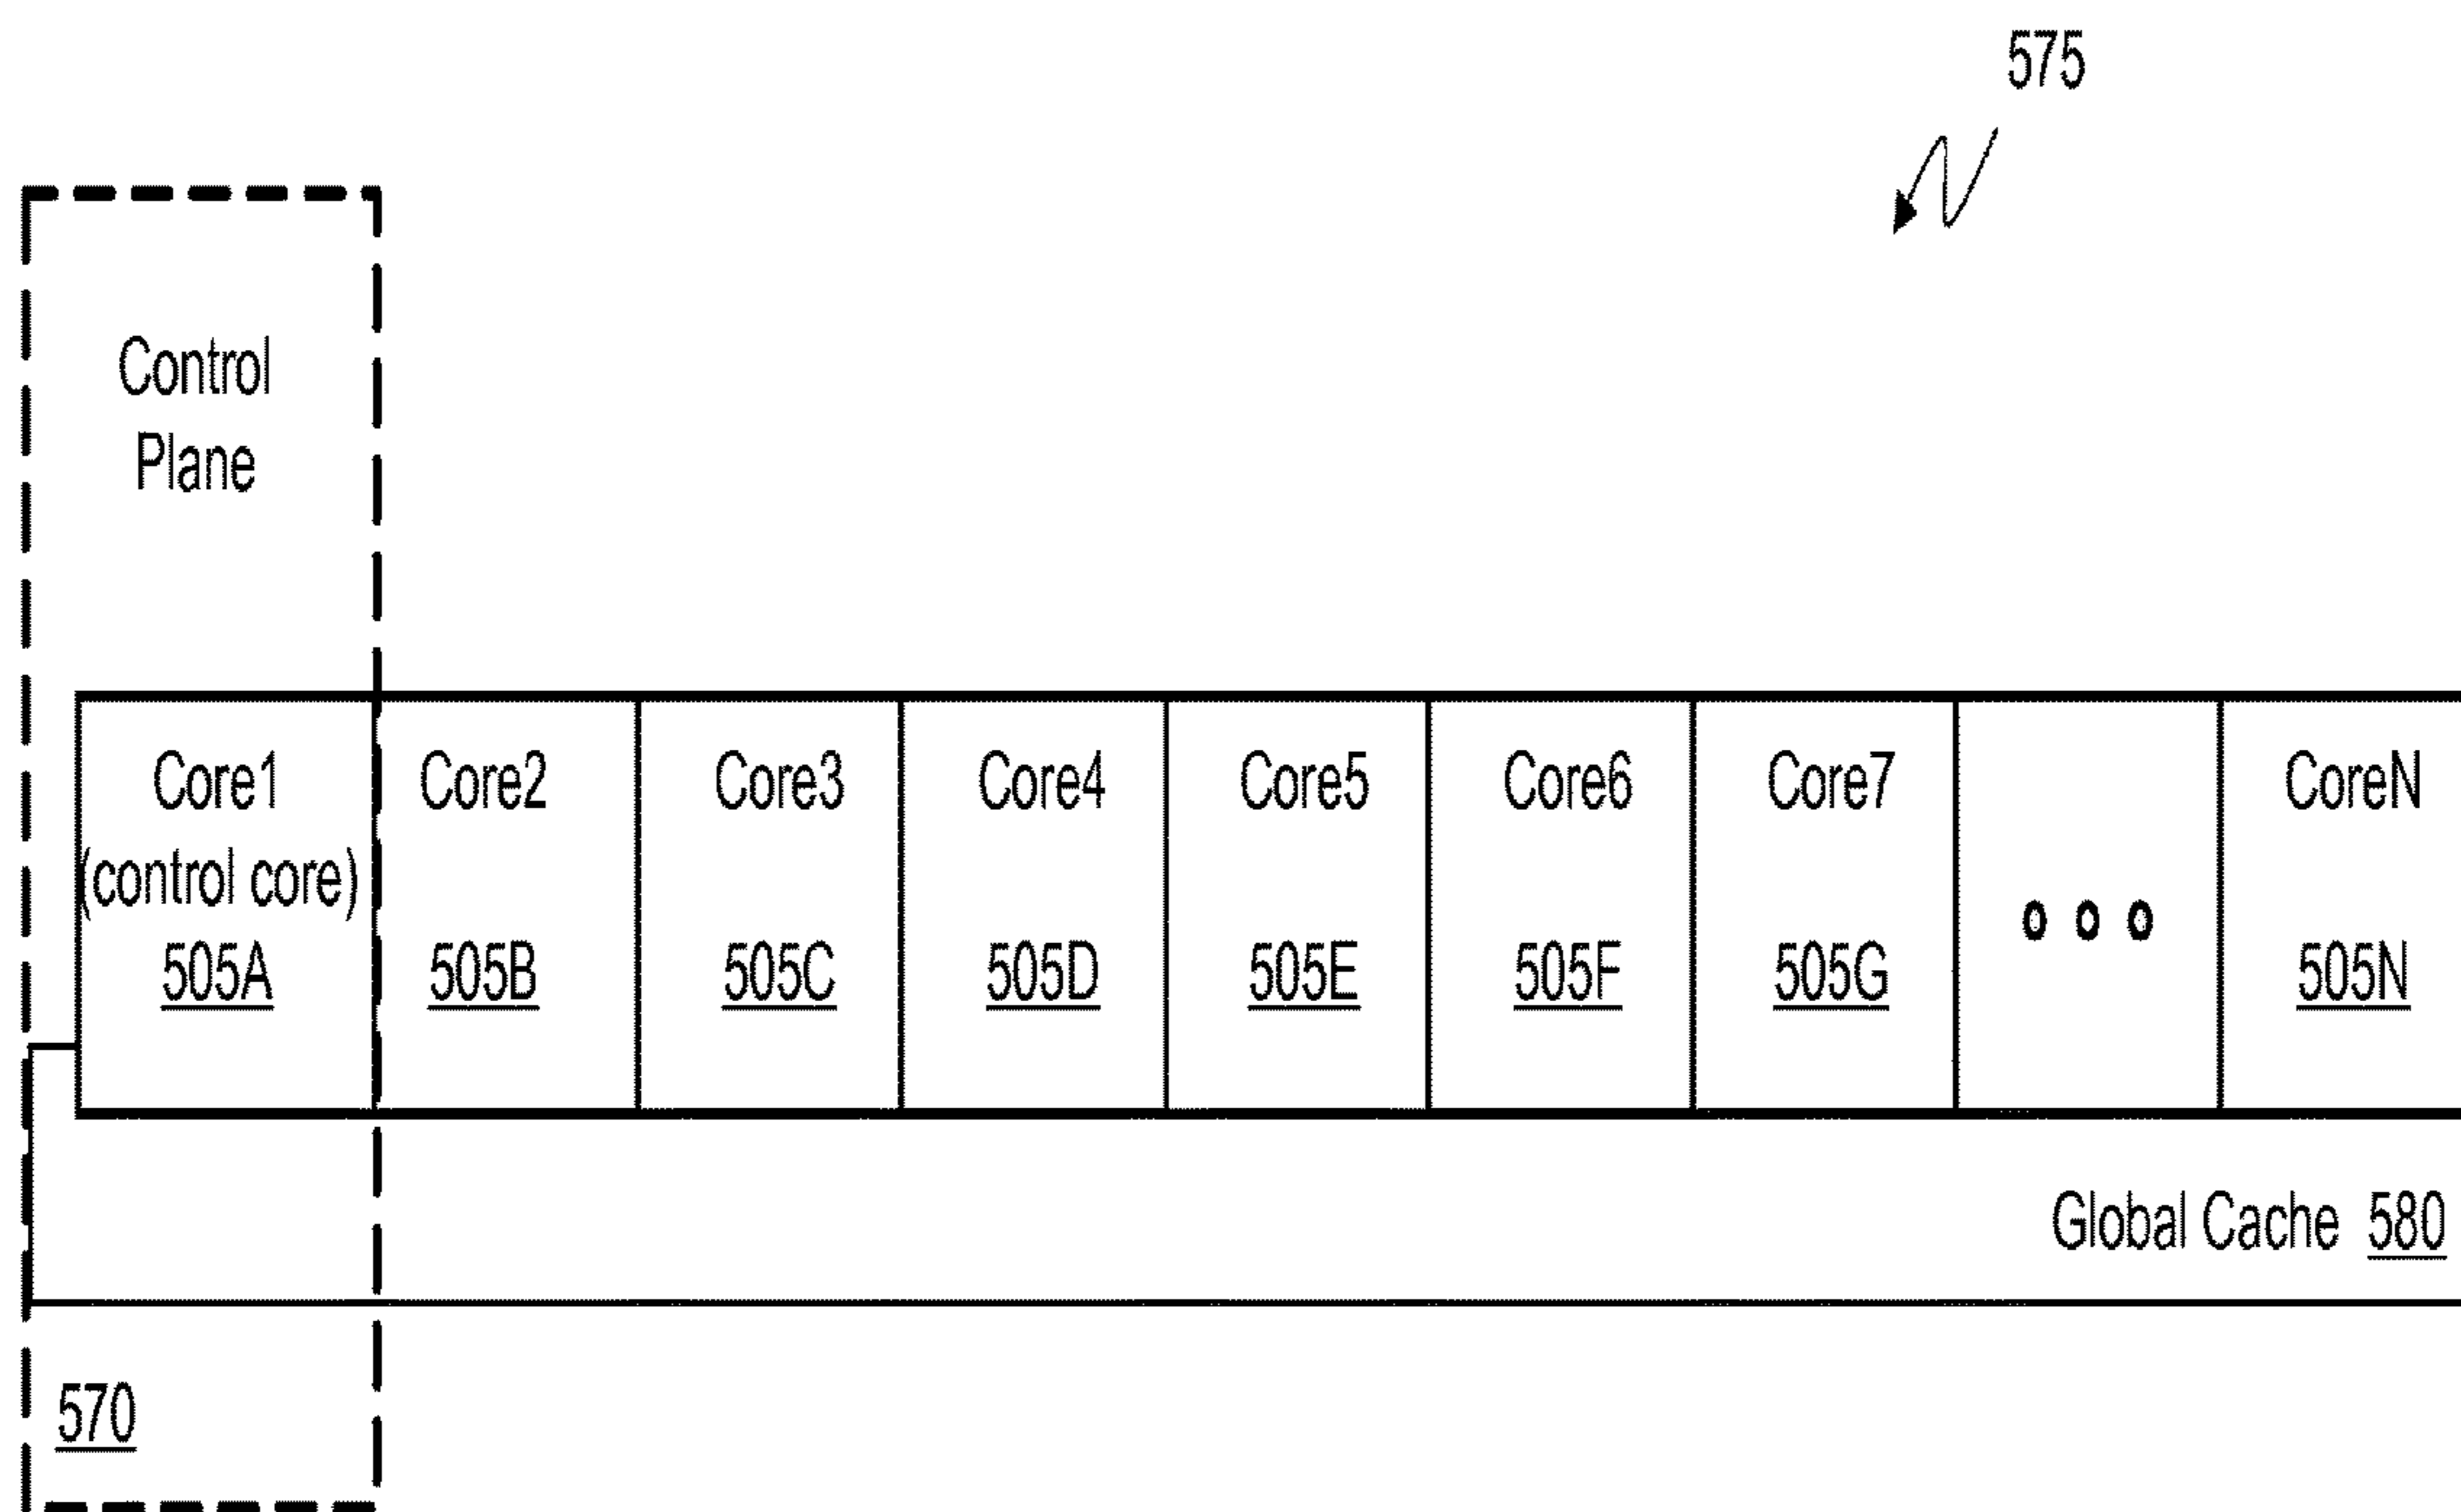 575
Control
Plane
Core1 Core2 Core3 Core4 Core5 Core6 Core7 CoreN
(control core)
505A 505B 505C 505D 505E 505F 505G 505N
Global Cache 580
570